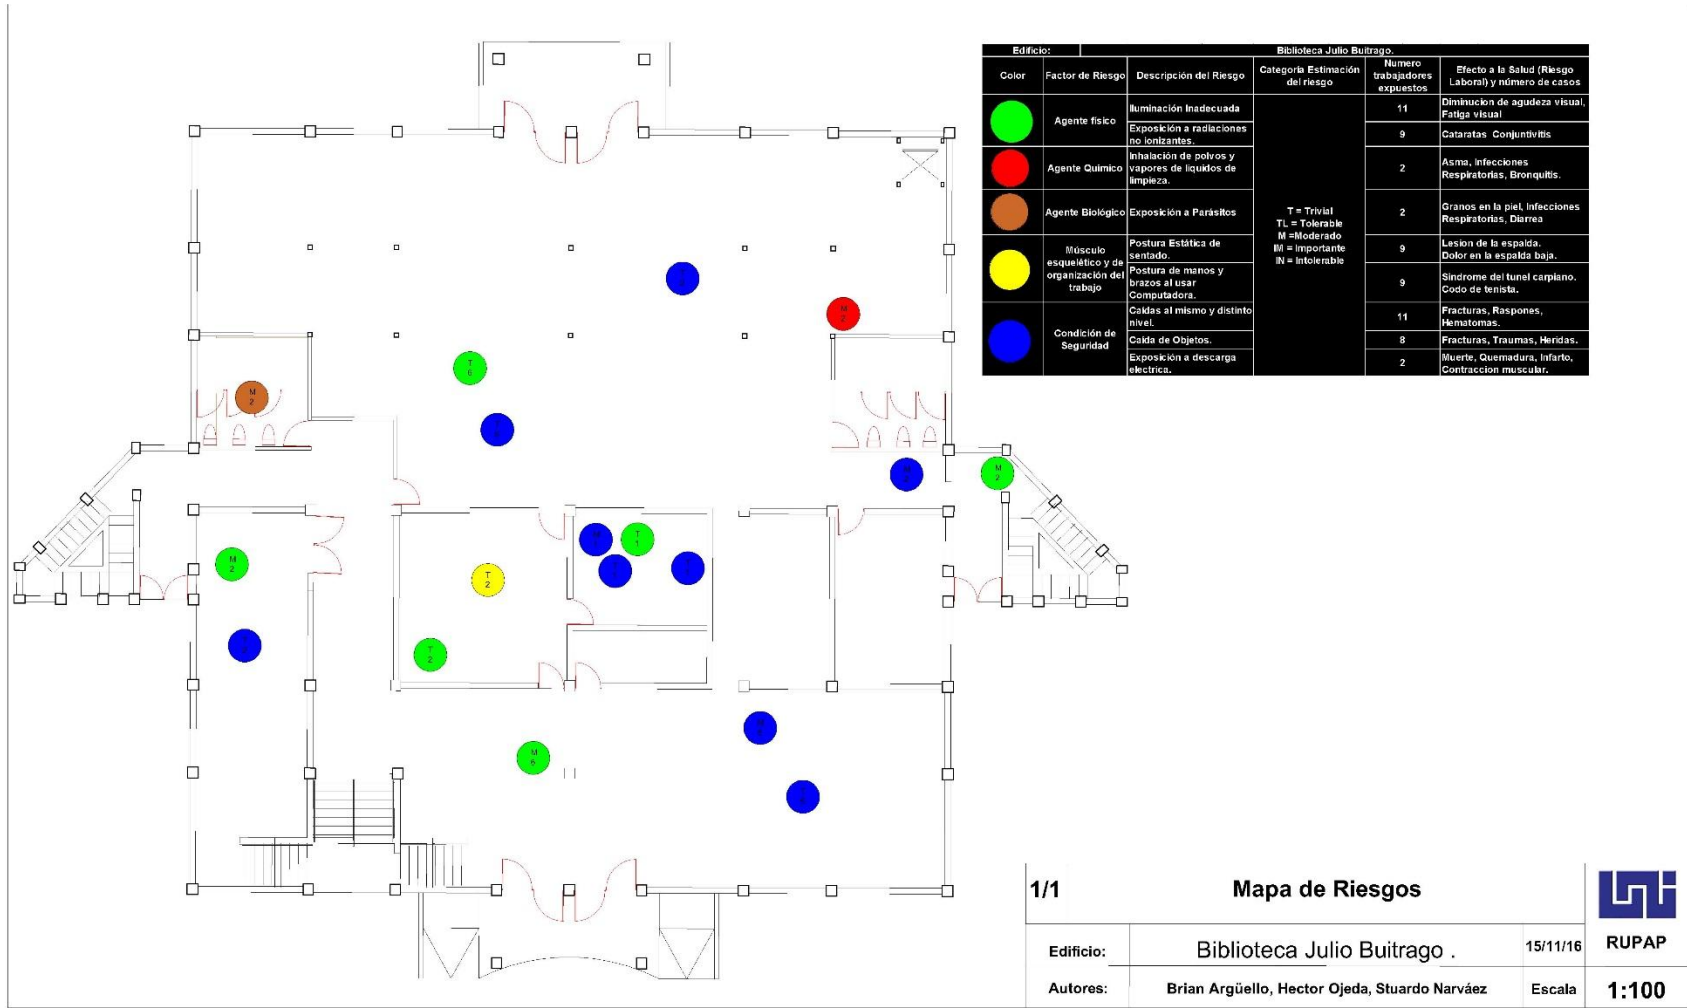 Edificio: Biblioteca Julio Buitrago.
Color
Factor de Riesgo
Descripción del Riesgo
Categoría Estimación
del riesgo
Numero
trabajadores
expuestos
Efecto a la Salud (Riesgo
Laboral) y número de casos
Agente físico
Iluminación Inadecuada
11
Diminucion de agudeza visual,
Fatiga visual
Exposición a radiaciones
no ionizantes.
9
Cataratas Conjuntivitis
Agente Quimico
Inhalación de polvos y
vapores de liquidos de
limpieza.
2
Asma, Infecciones
Respiratorias, Bronquitis.
Agente Biológico
Exposición a Parásitos
2
Granos en la piel, Infecciones
Respiratorias, Diarrea
T = Trivial
TL = Tolerable
M =Moderado
IM = Importante
IN = Intolerable
Músculo
esquelético y de
organización del
trabajo
Postura Estática de
sentado.
9
Lesion de la espalda.
Dolor en la espalda baja.
Postura de manos y
brazos al usar
Computadora.
9
Sindrome del tunel carpiano.
Codo de tenista.
Condición de
Seguridad
Caídas al mismo y distinto
nivel.
11
Fracturas, Raspones,
Hematomas.
Caida de Objetos.
8
Fracturas, Traumas, Heridas.
Exposición a descarga
electrica.
2
Muerte, Quemadura, Infarto,
Contraccion muscular.
M
2
T
6
M
2
M
2
M
2
T
1
T
2
T
2
M
6
1/1
Mapa de Riesgos
Edificio:
Biblioteca Julio Buitrago .
15/11/16
RUPAP
Autores:
Brian Argüello, Hector Ojeda, Stuardo Narváez
Escala
1:100